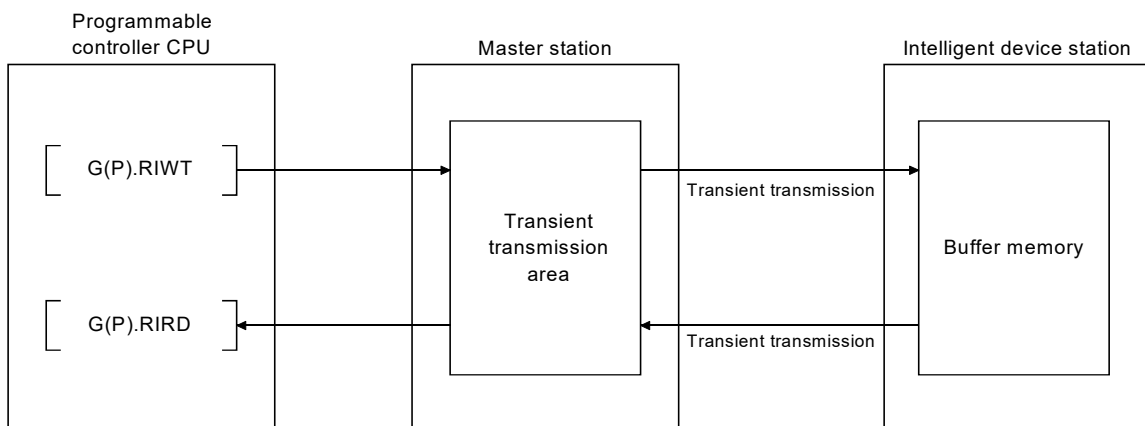 Programmable
controller CPU
Master station
Intelligent device station
G(P).RIWT
Transient transmission
Transient
transmission
area
Buffer memory
G(P).RIRD
Transient transmission